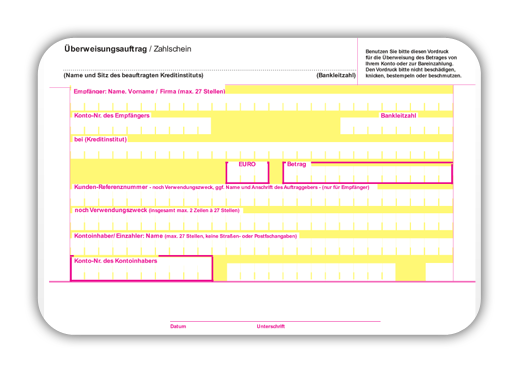 Überweisungsauftrag / Zahlschein
Benutzen Sie bitte diesen Vordruck
für die Überweisung des Betrages von
Ihrem Konto oder zur Bareinzahlung.
Den Vordruck bitte nicht beschädigen,
knicken, bestempeln oder beschmutzen.
(Name und Sitz des beauftragten Kreditinstituts) (Bankleitzahl)
Empfänger: Name, Vorname / Firma (max. 27 Stellen)
Konto-Nr. des Empfängers Bankleitzahl
bei (Kreditinstitut)
EURO Betrag
Kunden-Referenznummer - noch Verwendungszweck, ggf. Name und Anschrift des Auftraggebers - (nur für Empfänger)
noch Verwendungszweck (insgesamt max. 2 Zeilen à 27 Stellen)
Kontoinhaber/Einzahler: Name (max. 27 Stellen, keine Straßen- oder Postfachangaben)
Konto-Nr. des Kontoinhabers
Datum Unterschrift